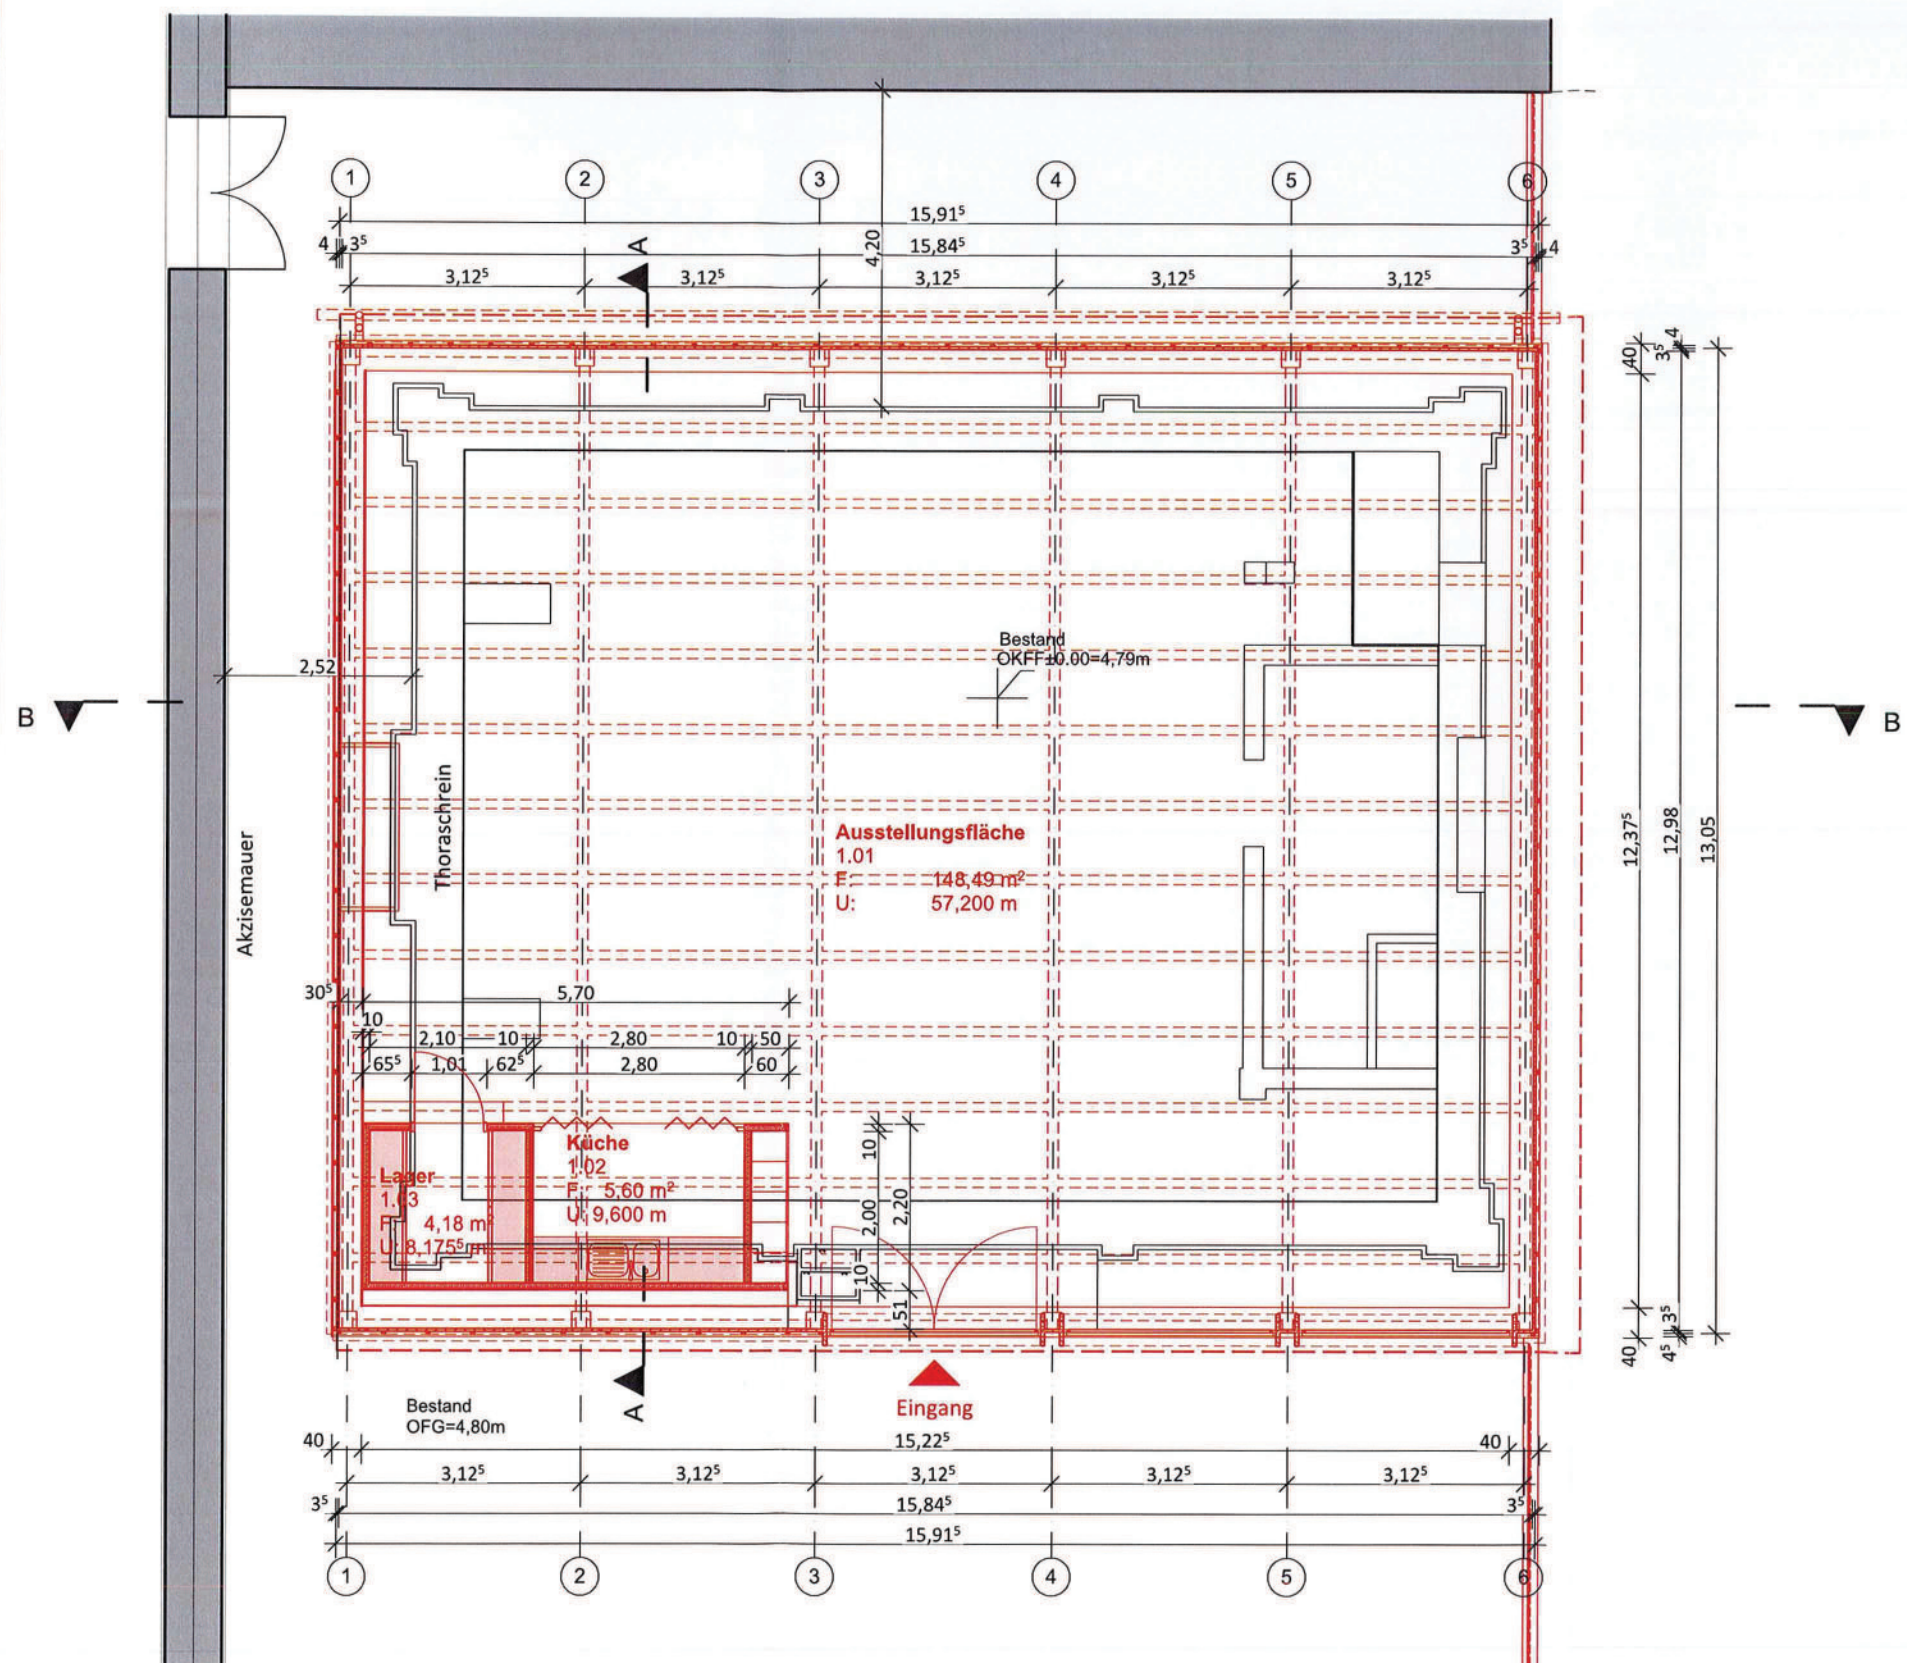 1 2 3 4 5 6
15,91⁵
4 3⁵ 15,84⁵ 3⁵ 4
3,12⁵ 3,12⁵ 3,12⁵ 3,12⁵ 3,12⁵
A
4,20
40
3⁵ 4
2,52
Bestand
OKFF±0.00=4,79m
B
B
Akzisemauer
Thoraschrein
Ausstellungsfläche
1.01
F: 148,49 m²
U: 57,200 m
12,37⁵
12,98
13,05
30⁵ 5,70
10
2,10 10 2,80 10 50
65⁵ 1,01 62⁵ 2,80 60
Küche
1.02
F: 5,60 m²
U: 9,600 m
Lager
1.03
F: 4,18 m²
U: 8,175⁵ m
10
2,00
2,20
10
51
3⁵
40
4⁵
A
Eingang
Bestand
OFG=4,80m
40 15,22⁵ 40
3,12⁵ 3,12⁵ 3,12⁵ 3,12⁵ 3,12⁵
3⁵ 15,84⁵ 3⁵
15,91⁵
1 2 3 4 5 6